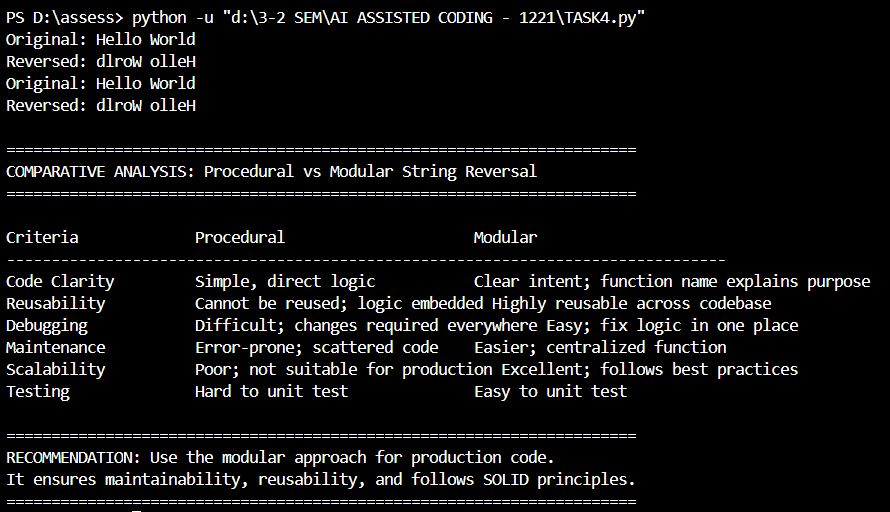 PS D:\assess> python -u "d:\3-2 SEM\AI ASSISTED CODING - 1221\TASK4.py"
Original: Hello World
Reversed: dlroW olleH
Original: Hello World
Reversed: dlroW olleH

======================================================================
COMPARATIVE ANALYSIS: Procedural vs Modular String Reversal
======================================================================

Criteria             Procedural                     Modular
--------------------------------------------------------------------------------
Code Clarity         Simple, direct logic           Clear intent; function name explains purpose
Reusability          Cannot be reused; logic embedded Highly reusable across codebase
Debugging            Difficult; changes required everywhere Easy; fix logic in one place
Maintenance          Error-prone; scattered code    Easier; centralized function
Scalability          Poor; not suitable for production Excellent; follows best practices
Testing              Hard to unit test              Easy to unit test

======================================================================
RECOMMENDATION: Use the modular approach for production code.
It ensures maintainability, reusability, and follows SOLID principles.
======================================================================